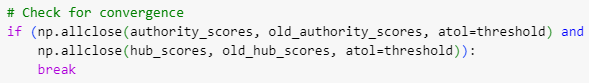 # Check for convergence
if (np.allclose(authority_scores, old_authority_scores, atol=threshold) and
    np.allclose(hub_scores, old_hub_scores, atol=threshold)):
    break